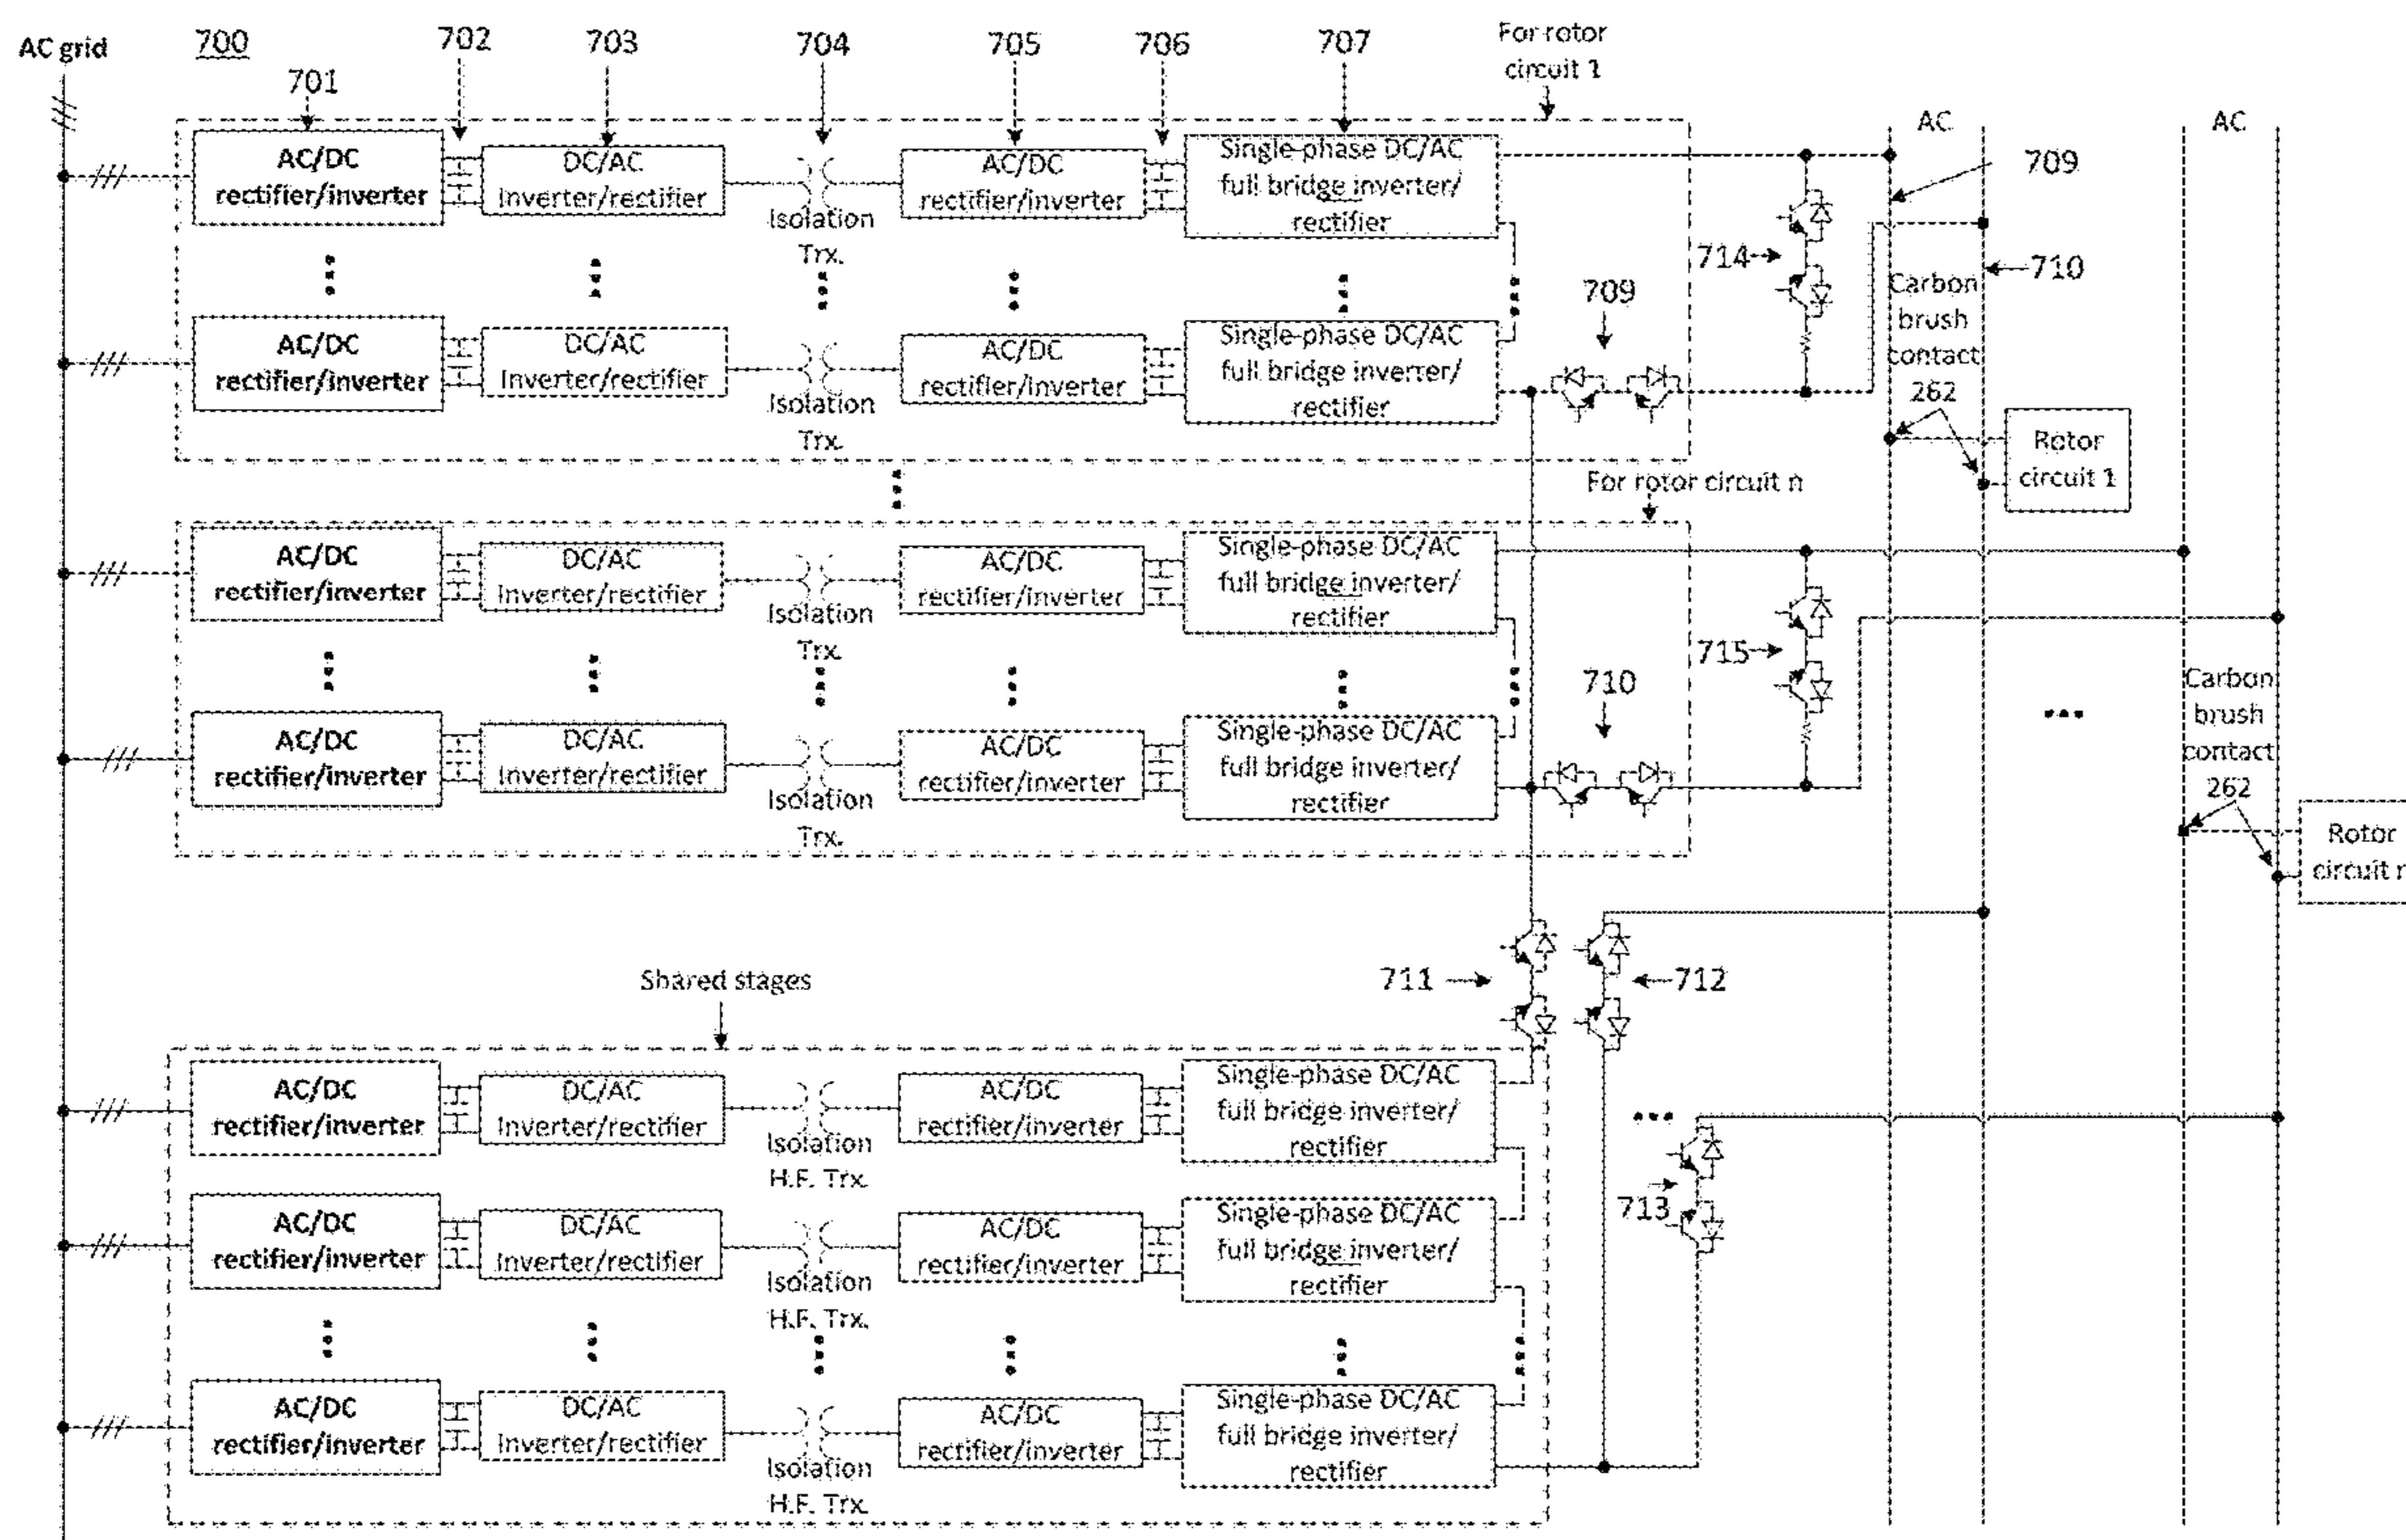 AC grid
700
701
702
703
704
705
706
707
For rotor
circuit 1
AC
AC
AC/DC
rectifier/inverter
DC/AC
Inverter/rectifier
Isolation
Trx.
AC/DC
rectifier/inverter
Single-phase DC/AC
full bridge inverter/
rectifier
709
714
710
Carbon
brush
contact
262
AC/DC
rectifier/inverter
DC/AC
Inverter/rectifier
Isolation
Trx.
AC/DC
rectifier/inverter
Single-phase DC/AC
full bridge inverter/
rectifier
709
Rotor
circuit 1
For rotor circuit n
AC/DC
rectifier/inverter
DC/AC
Inverter/rectifier
Isolation
Trx.
AC/DC
rectifier/inverter
Single-phase DC/AC
full bridge inverter/
rectifier
715
710
Carbon
brush
contact
262
AC/DC
rectifier/inverter
DC/AC
Inverter/rectifier
Isolation
Trx.
AC/DC
rectifier/inverter
Single-phase DC/AC
full bridge inverter/
rectifier
Rotor
circuit
711
712
Shared stages
AC/DC
rectifier/inverter
DC/AC
Inverter/rectifier
Isolation
H.F. Trx.
AC/DC
rectifier/inverter
Single-phase DC/AC
full bridge inverter/
rectifier
713
AC/DC
rectifier/inverter
DC/AC
Inverter/rectifier
Isolation
H.F. Trx.
AC/DC
rectifier/inverter
Single-phase DC/AC
full bridge inverter/
rectifier
AC/DC
rectifier/inverter
DC/AC
Inverter/rectifier
Isolation
H.F. Trx.
AC/DC
rectifier/inverter
Single-phase DC/AC
full bridge inverter/
rectifier